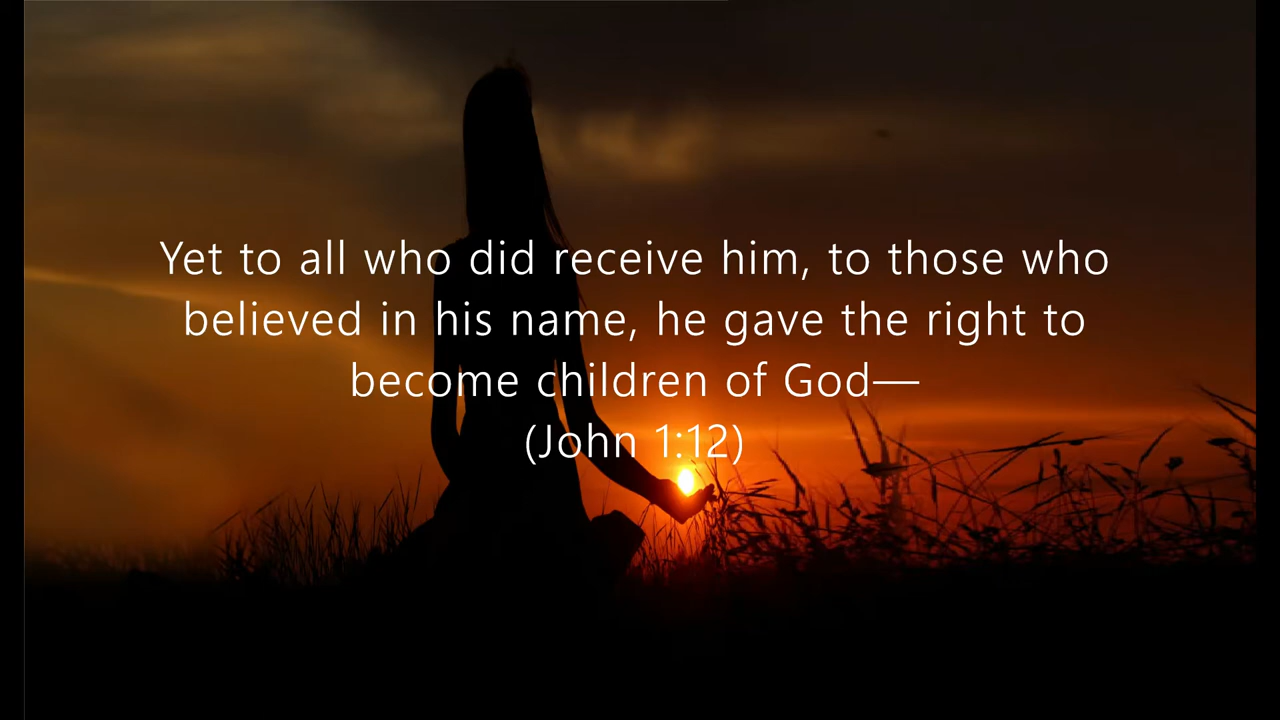 Yet to all who did receive him, to those who
believed in his name, he gave the right to
become children of God—
(John 1:12)